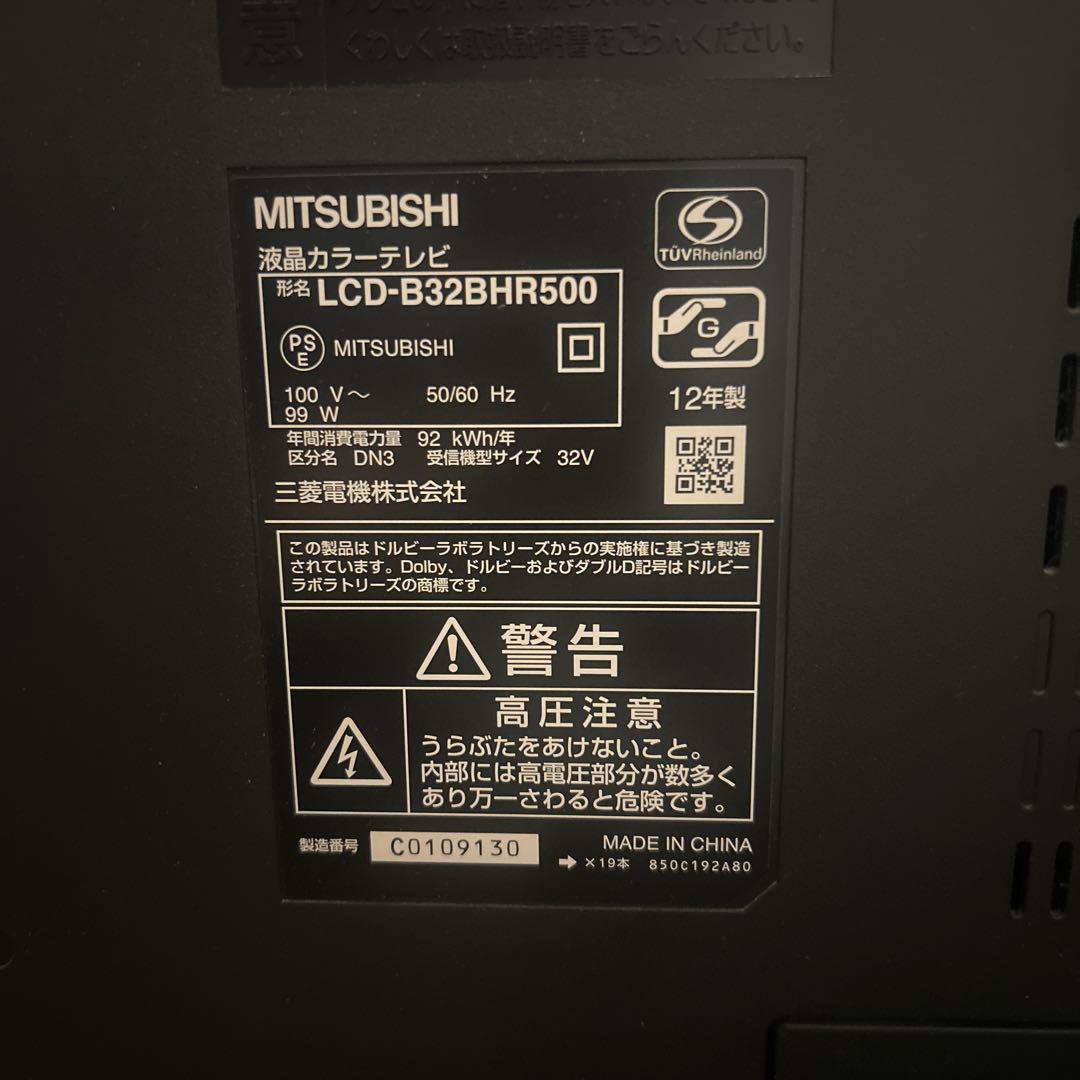 意
くわしくは取扱説明書をごらんください。
MITSUBISHI
液晶カラーテレビ
形名 LCD-B32BHR500
PS
E
MITSUBISHI
100 V～ 50/60 Hz
99 W
年間消費電力量 92 kWh/年
区分名 DN3 受信機型サイズ 32V
三菱電機株式会社
TÜVRheinland
G
12年製
この製品はドルビーラボラトリーズからの実施権に基づき製造
されています。Dolby、ドルビーおよびダブルD記号はドルビー
ラボラトリーズの商標です。
警告
高圧注意
うらぶたをあけないこと。
内部には高電圧部分が数多く
あり万一さわると危険です。
製造番号 C0109130
MADE IN CHINA
➡ ×19本 850C192A80